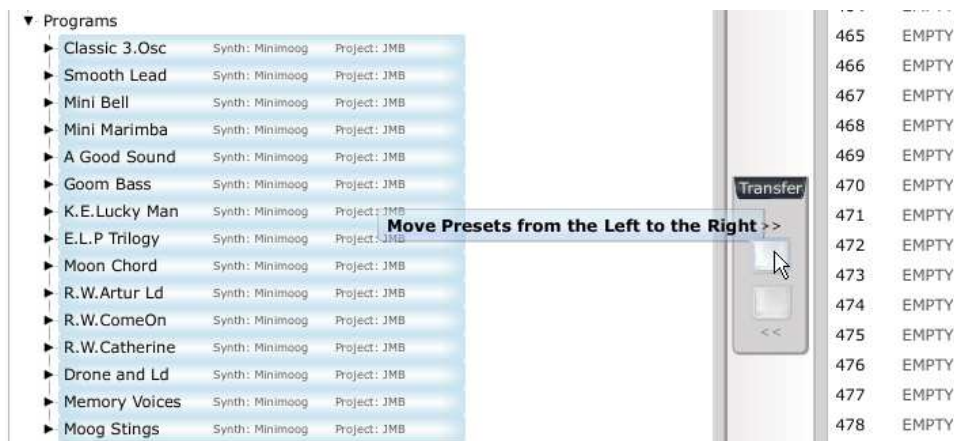 Programs
Classic 3.Osc Synth: Minimoog Project: JMB
Smooth Lead Synth: Minimoog Project: JMB
Mini Bell Synth: Minimoog Project: JMB
Mini Marimba Synth: Minimoog Project: JMB
A Good Sound Synth: Minimoog Project: JMB
Goom Bass Synth: Minimoog Project: JMB
K.E.Lucky Man Synth: Minimoog Project: JMB
E.L.P Trilogy Synth: Minimoog
Moon Chord Synth: Minimoog Project: JMB
R.W.Artur Ld Synth: Minimoog Project: JMB
R.W.ComeOn Synth: Minimoog Project: JMB
R.W.Catherine Synth: Minimoog Project: JMB
Drone and Ld Synth: Minimoog Project: JMB
Memory Voices Synth: Minimoog Project: JMB
Moog Stings Synth: Minimoog Project: JMB
Move Presets from the Left to the Right
Transfer
>>
<<
465 EMPTY
466 EMPTY
467 EMPTY
468 EMPTY
469 EMPTY
470 EMPTY
471 EMPTY
472 EMPTY
473 EMPTY
474 EMPTY
475 EMPTY
476 EMPTY
477 EMPTY
478 EMPTY